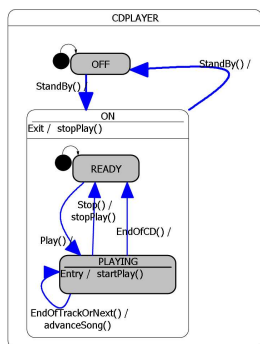 CDPLAYER
OFF
StandBy() /
StandBy() /
ON
Exit / stopPlay()
READY
Stop() /
stopPlay()
EndOfCD() /
Play() /
PLAYING
Entry / startPlay()
EndOfTrackOrNext() /
advanceSong()